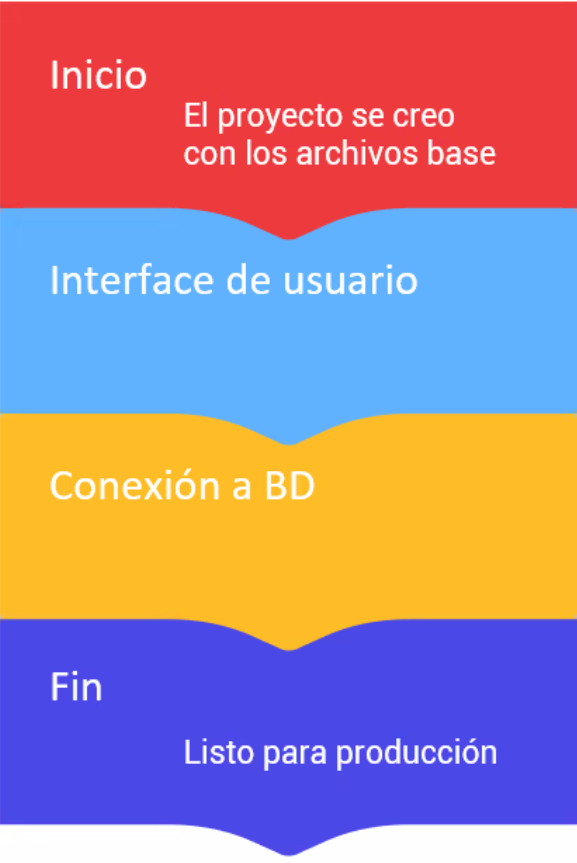 Inicio
El proyecto se creo
con los archivos base
Interface de usuario
Conexión a BD
Fin
Listo para producción